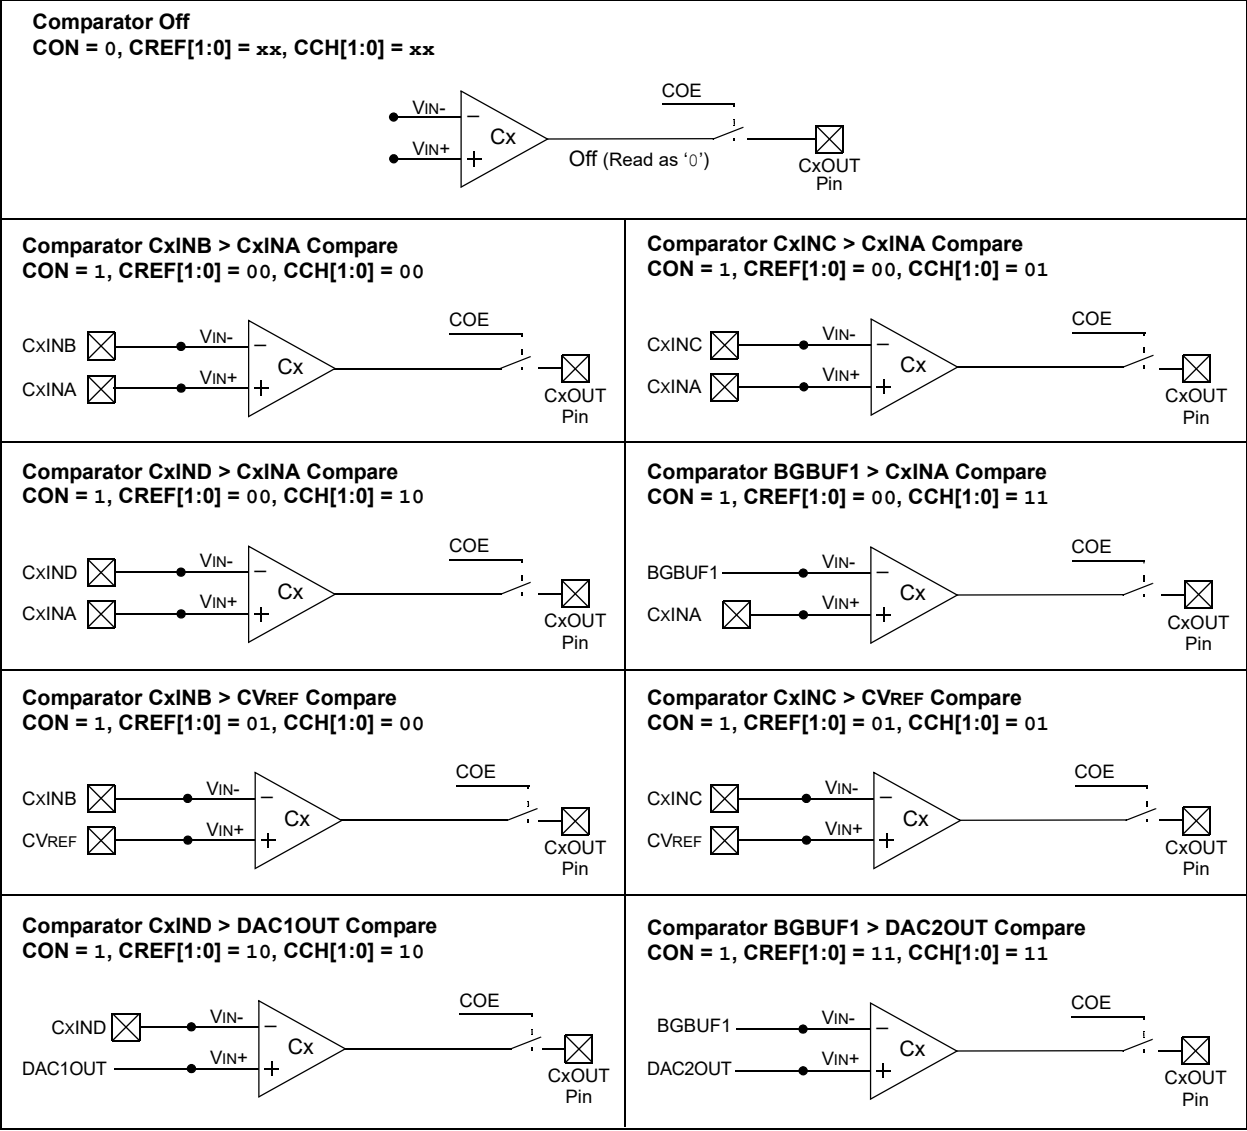 Comparator Off
CON = 0, CREF[1:0] = xx, CCH[1:0] = xx
COE
VIN-
–
Cx
VIN+
+
Off (Read as ‘0’)
CxOUT
Pin
Comparator CxINB > CxINA Compare
CON = 1, CREF[1:0] = 00, CCH[1:0] = 00
COE
CXINB
VIN-
–
Cx
CXINA
VIN+
+
CxOUT
Pin
Comparator CxINC > CxINA Compare
CON = 1, CREF[1:0] = 00, CCH[1:0] = 01
COE
CXINC
VIN-
–
Cx
CXINA
VIN+
+
CxOUT
Pin
Comparator CxIND > CxINA Compare
CON = 1, CREF[1:0] = 00, CCH[1:0] = 10
COE
CXIND
VIN-
–
Cx
CXINA
VIN+
+
CxOUT
Pin
Comparator BGBUF1 > CxINA Compare
CON = 1, CREF[1:0] = 00, CCH[1:0] = 11
COE
BGBUF1
VIN-
–
Cx
CXINA
VIN+
+
CxOUT
Pin
Comparator CxINB > CVREF Compare
CON = 1, CREF[1:0] = 01, CCH[1:0] = 00
COE
CXINB
VIN-
–
Cx
CVREF
VIN+
+
CxOUT
Pin
Comparator CxINC > CVREF Compare
CON = 1, CREF[1:0] = 01, CCH[1:0] = 01
COE
CXINC
VIN-
–
Cx
CVREF
VIN+
+
CxOUT
Pin
Comparator CxIND > DAC1OUT Compare
CON = 1, CREF[1:0] = 10, CCH[1:0] = 10
COE
CXIND
VIN-
–
Cx
DAC1OUT
VIN+
+
CxOUT
Pin
Comparator BGBUF1 > DAC2OUT Compare
CON = 1, CREF[1:0] = 11, CCH[1:0] = 11
COE
BGBUF1
VIN-
–
Cx
DAC2OUT
VIN+
+
CxOUT
Pin